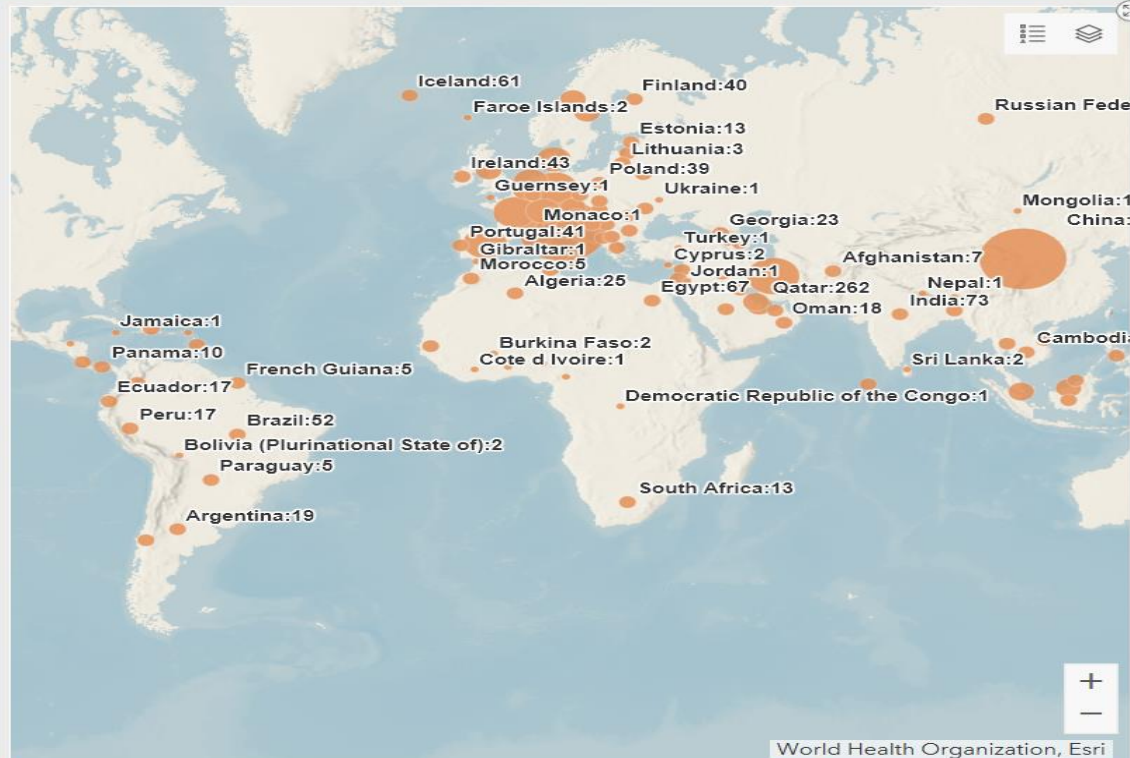 Iceland:61
Finland:40
Faroe Islands:2
Russian Fede
Estonia:13
Lithuania:3
Ireland:43
Poland:39
Guernsey:1
Ukraine:1
Mongolia:1
Monaco:1
Georgia:23
China:
Portugal:41
Turkey:1
Gibraltar:1
Cyprus:2
Afghanistan:7
Morocco:5
Jordan:1
Algeria:25
Egypt:67
Qatar:262
Nepal:1
India:73
Oman:18
Jamaica:1
Burkina Faso:2
Cambodia
Panama:10
Cote d Ivoire:1
Sri Lanka:2
French Guiana:5
Ecuador:17
Democratic Republic of the Congo:1
Peru:17
Brazil:52
Bolivia (Plurinational State of):2
Paraguay:5
South Africa:13
Argentina:19
World Health Organization, Esri